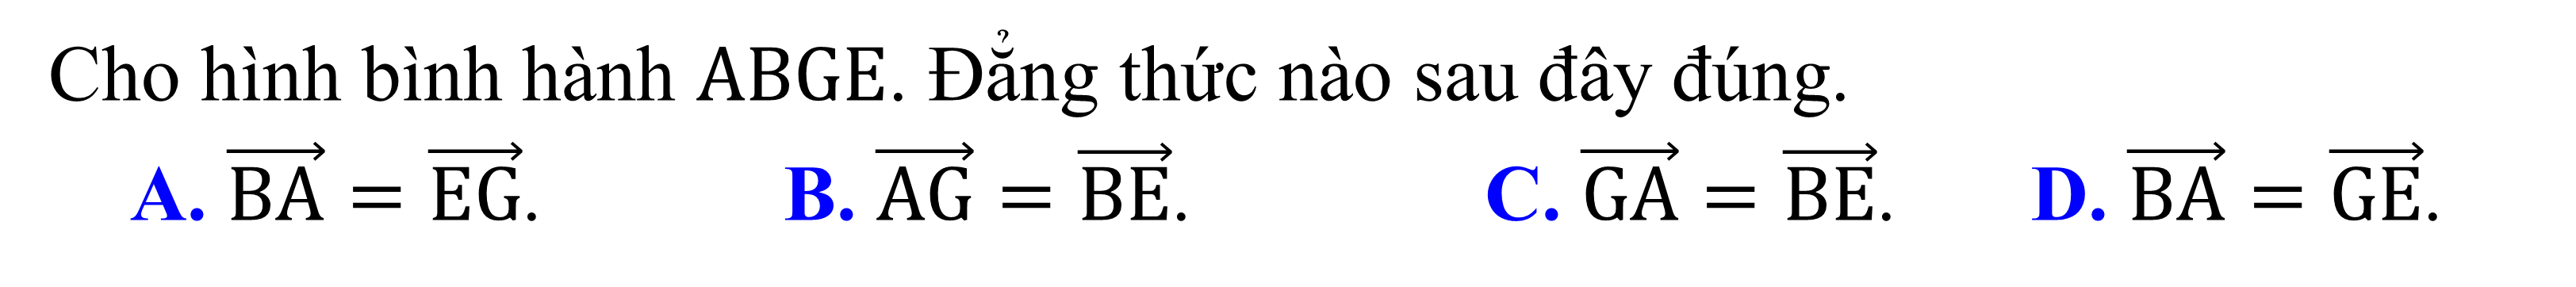 Cho hình bình hành ABGE. Đẳng thức nào sau đây đúng.
A. $\overrightarrow{BA} = \overrightarrow{EG}$. B. $\overrightarrow{AG} = \overrightarrow{BE}$. C. $\overrightarrow{GA} = \overrightarrow{BE}$. D. $\overrightarrow{BA} = \overrightarrow{GE}$.